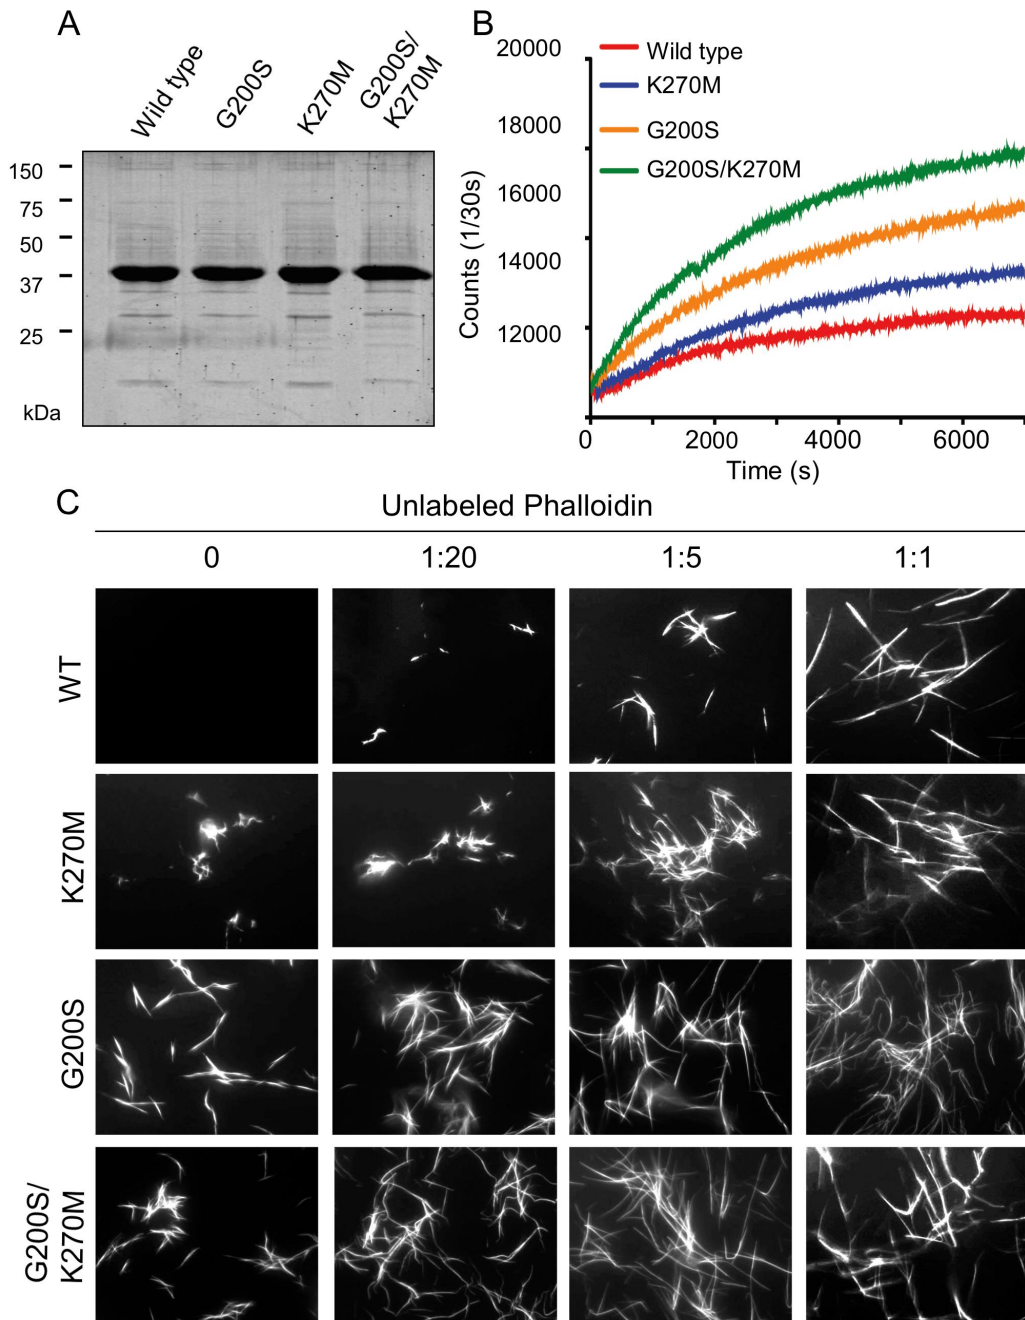 A
Wild type
G200S
K270M
G200S/
K270M
150
75
50
37
25
kDa
B
20000
18000
16000
14000
12000
Counts (1/30s)
Wild type
K270M
G200S
G200S/K270M
0
2000
4000
6000
Time (s)
C
Unlabeled Phalloidin
0
1:20
1:5
1:1
WT
K270M
G200S
G200S/
K270M